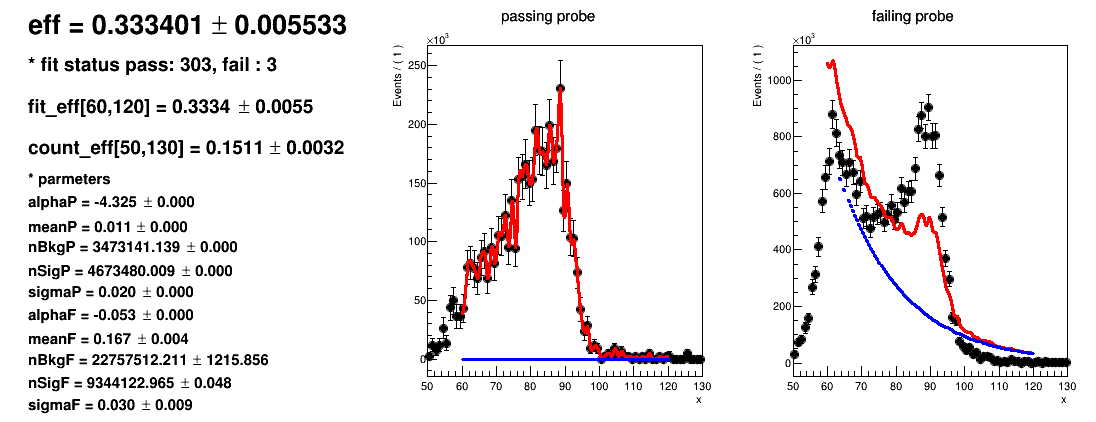 eff = 0.333401 ± 0.005533
* fit status pass: 303, fail : 3
fit_eff[60,120] = 0.3334 ± 0.0055
count_eff[50,130] = 0.1511 ± 0.0032
* parmeters
alphaP = -4.325 ± 0.000
meanP = 0.011 ± 0.000
nBkgP = 3473141.139 ± 0.000
nSigP = 4673480.009 ± 0.000
sigmaP = 0.020 ± 0.000
alphaF = -0.053 ± 0.000
meanF = 0.167 ± 0.004
nBkgF = 22757512.211 ± 1215.856
nSigF = 9344122.965 ± 0.048
sigmaF = 0.030 ± 0.009
passing probe
×10³
Events / ( 1 )
250
200
150
100
50
0
50 60 70 80 90 100 110 120 130
x
failing probe
×10³
Events / ( 1 )
1000
800
600
400
200
0
50 60 70 80 90 100 110 120 130
x